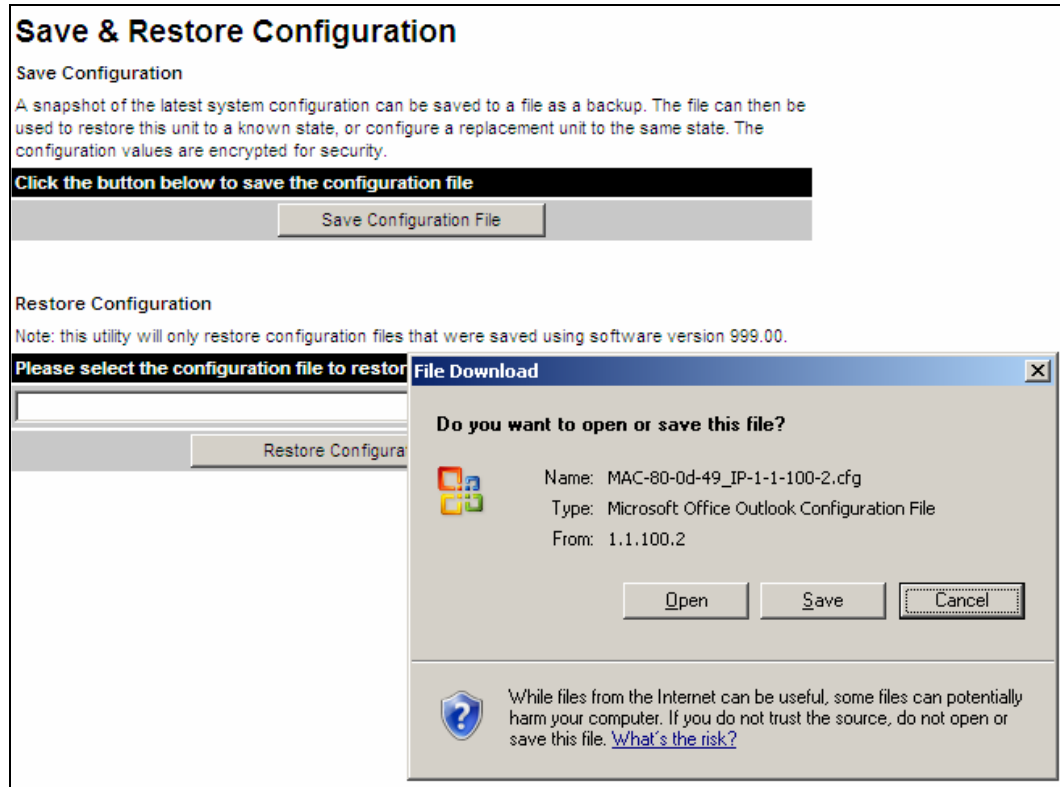 Save & Restore Configuration
Save Configuration
A snapshot of the latest system configuration can be saved to a file as a backup. The file can then be
used to restore this unit to a known state, or configure a replacement unit to the same state. The
configuration values are encrypted for security.
Click the button below to save the configuration file
Save Configuration File
Restore Configuration
Note: this utility will only restore configuration files that were saved using software version 999.00.
Please select the configuration file to restor
Restore Configurat
File Download
Do you want to open or save this file?
Name: MAC-80-0d-49_IP-1-1-100-2.cfg
Type: Microsoft Office Outlook Configuration File
From: 1.1.100.2
Open
Save
Cancel
While files from the Internet can be useful, some files can potentially
harm your computer. If you do not trust the source, do not open or
save this file. What's the risk?